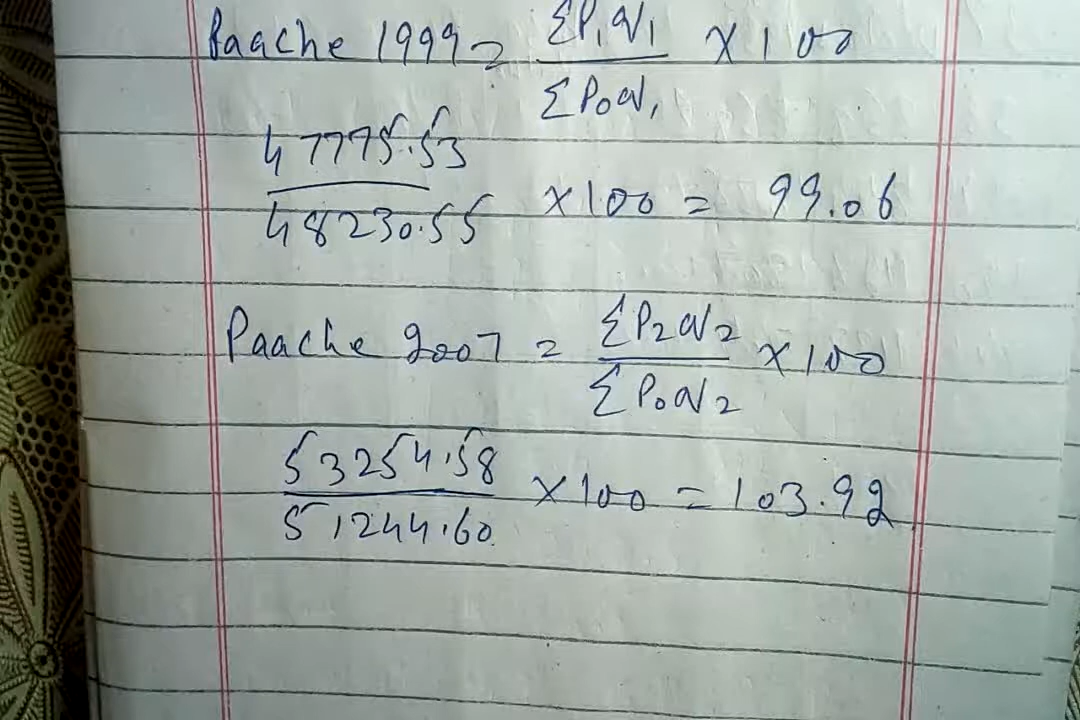 Paache 1999 = ΣP₁q₁ / ΣP₀q₁ × 100
47775.53 / 48230.55 × 100 = 99.06
Paache 2007 = ΣP₂q₂ / ΣP₀q₂ × 100
53254.58 / 51244.60 × 100 = 103.92